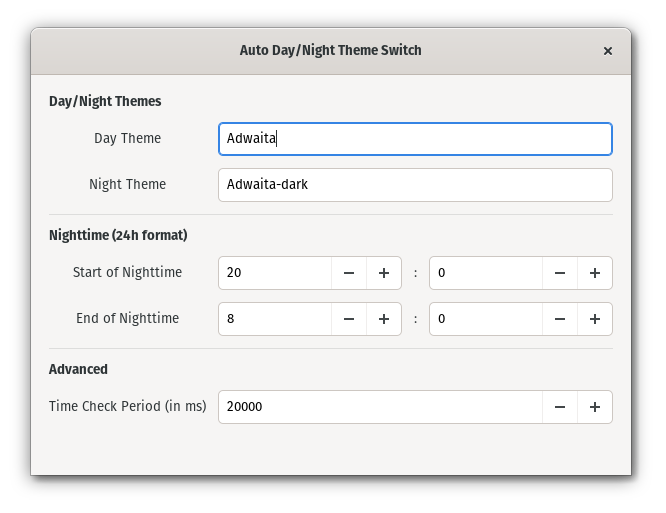 Auto Day/Night Theme Switch
Day/Night Themes
Day Theme Adwaita
Night Theme Adwaita-dark
Nighttime (24h format)
Start of Nighttime 20 − + : 0 − +
End of Nighttime 8 − + : 0 − +
Advanced
Time Check Period (in ms) 20000 − +